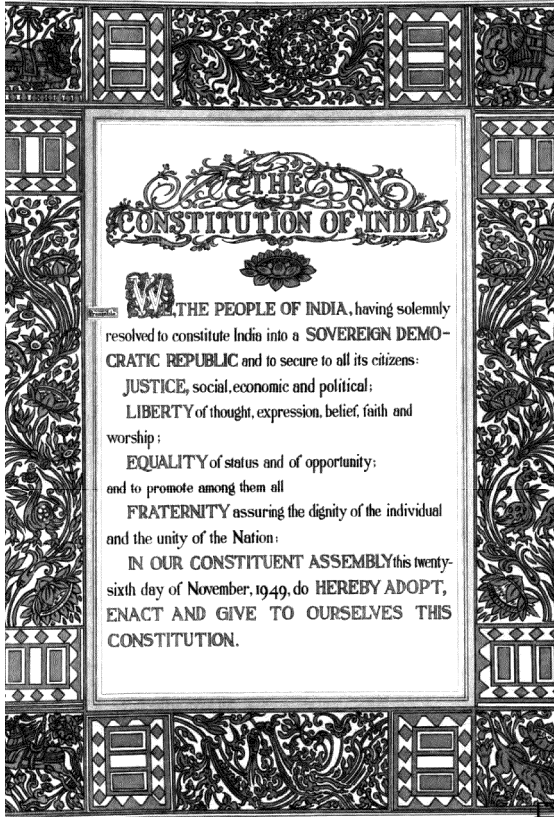 THE
CONSTITUTION OF INDIA
WE, THE PEOPLE OF INDIA, having solemnly
resolved to constitute India into a SOVEREIGN DEMO-
CRATIC REPUBLIC and to secure to all its citizens:
JUSTICE, social, economic and political;
LIBERTY of thought, expression, belief, faith and
worship;
EQUALITY of status and of opportunity;
and to promote among them all
FRATERNITY assuring the dignity of the individual
and the unity of the Nation;
IN OUR CONSTITUENT ASSEMBLY this twenty-
sixth day of November, 1949, do HEREBY ADOPT,
ENACT AND GIVE TO OURSELVES THIS
CONSTITUTION.